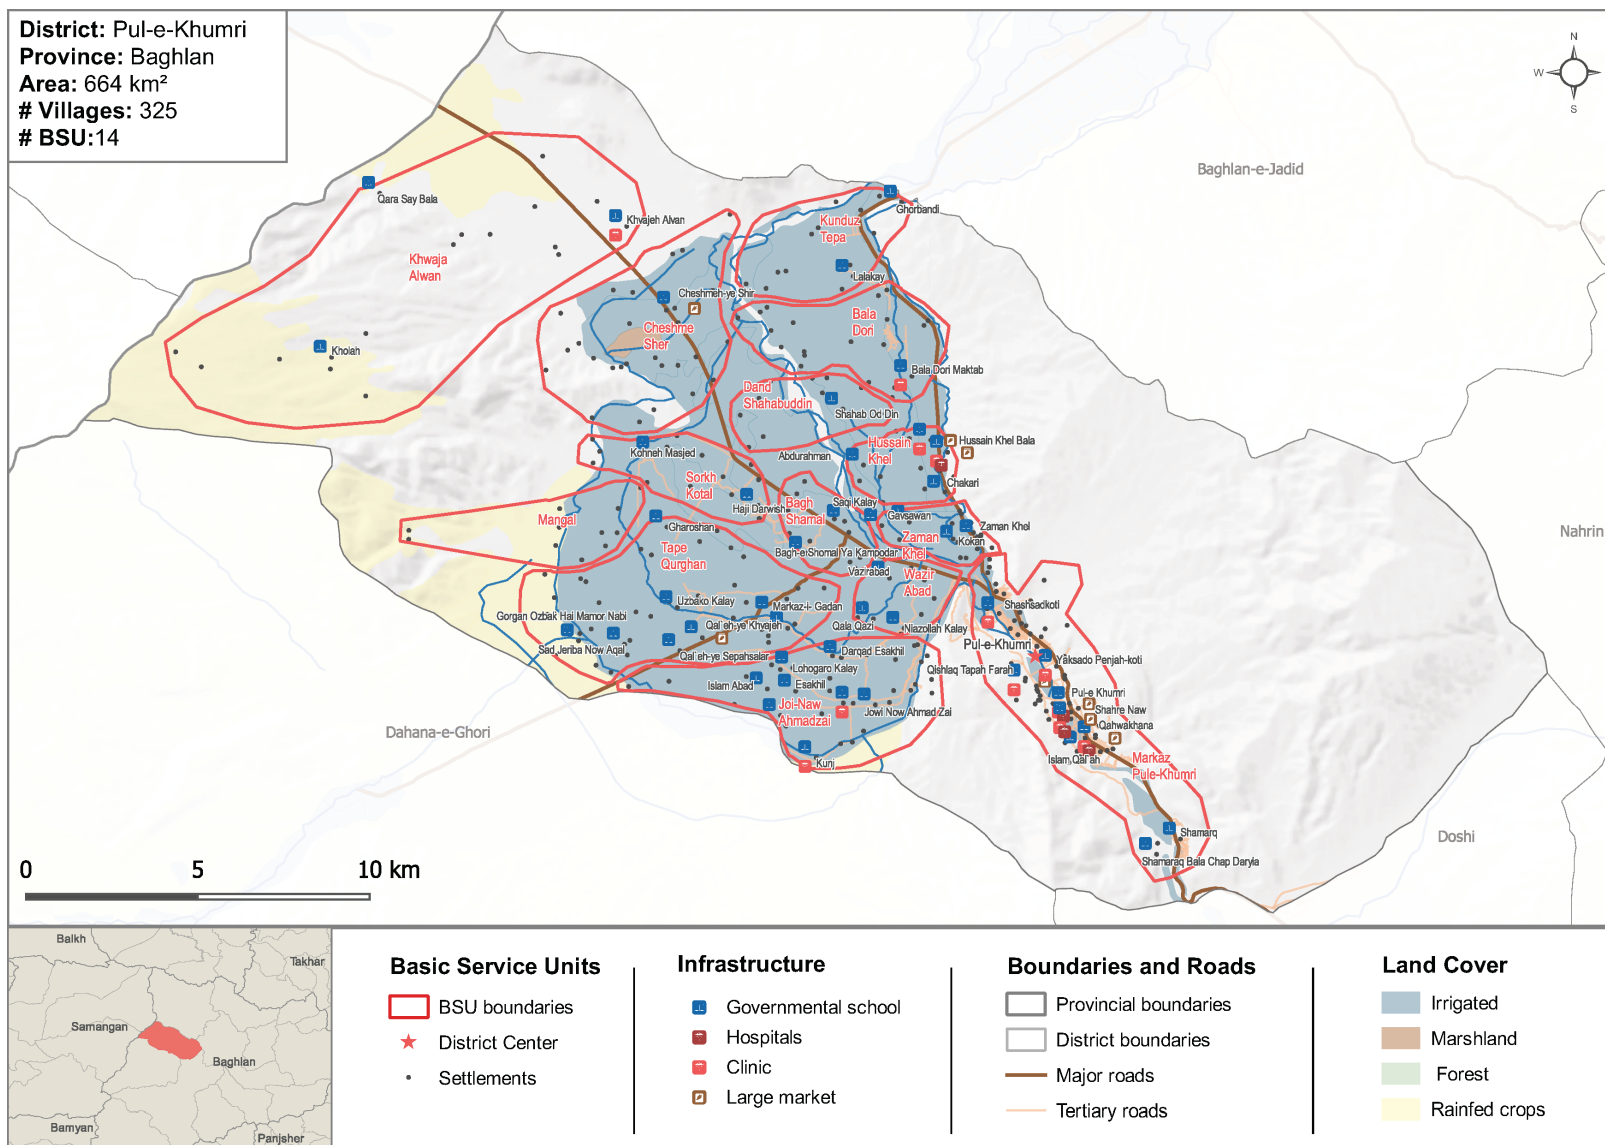 District: Pul-e-Khumri
Province: Baghlan
Area: 664 km²
# Villages: 325
# BSU:14
N
W
S
Baghlan-e-Jadid
Qara Say Bala
Khvajeh Alvan
Ghorbandi
Kunduz
Tepa
Khwaja
Alwan
Lalakay
Cheshmeh-ye Shir
Bala
Dori
Cheshme
Sher
Kholah
Bala Dori Maktab
Dand
Shahabuddin
Shahab Od Din
Hussain Khel Bala
Hussain
Khel
Kohneh Masjed
Abdurahman
Chakari
Sorkh
Kotal
Haji Darwish
Bagh
Shamal
Saqi Kalay
Gavsawan
Mangal
Gharoshan
Zaman Khel
Kokan
Zaman
Khel
Nahrin
Tape
Qurghan
Bagh-e-Shomal Ya Kampodar
Vazirabad
Wazir
Abad
Uzbako Kalay
Markaz-I- Gadan
Shashsadkoti
Gorgan Ozbak Hai Mamor Nabi
Qal`eh-ye Khvajeh
Qala Qazi
Niazollah Kalay
Pul-e-Khumri
Sad Jeriba Now Aqal
Qal`ah-ye Sepahsalar
Darqad Esakhil
Yaksado Penjah-koti
Lohogaro Kalay
Qishlaq Tapah Farah
Islam Abad
Esakhil
Pul-e Khumri
Joi-Naw
Ahmadzai
Jowi Now Ahmad Zai
Shahre Naw
Qahwakhana
Dahana-e-Ghori
Kunj
Islam Qal`ah
Markaz
Pule-Khumri
Shamarq
Doshi
Shamaraq Bala Chap Daryia
0 5 10 km
Balkh
Takhar
Samangan
Baghlan
Bamyan
Panjsher
Basic Service Units
BSU boundaries
District Center
Settlements
Infrastructure
Governmental school
Hospitals
Clinic
Large market
Boundaries and Roads
Provincial boundaries
District boundaries
Major roads
Tertiary roads
Land Cover
Irrigated
Marshland
Forest
Rainfed crops